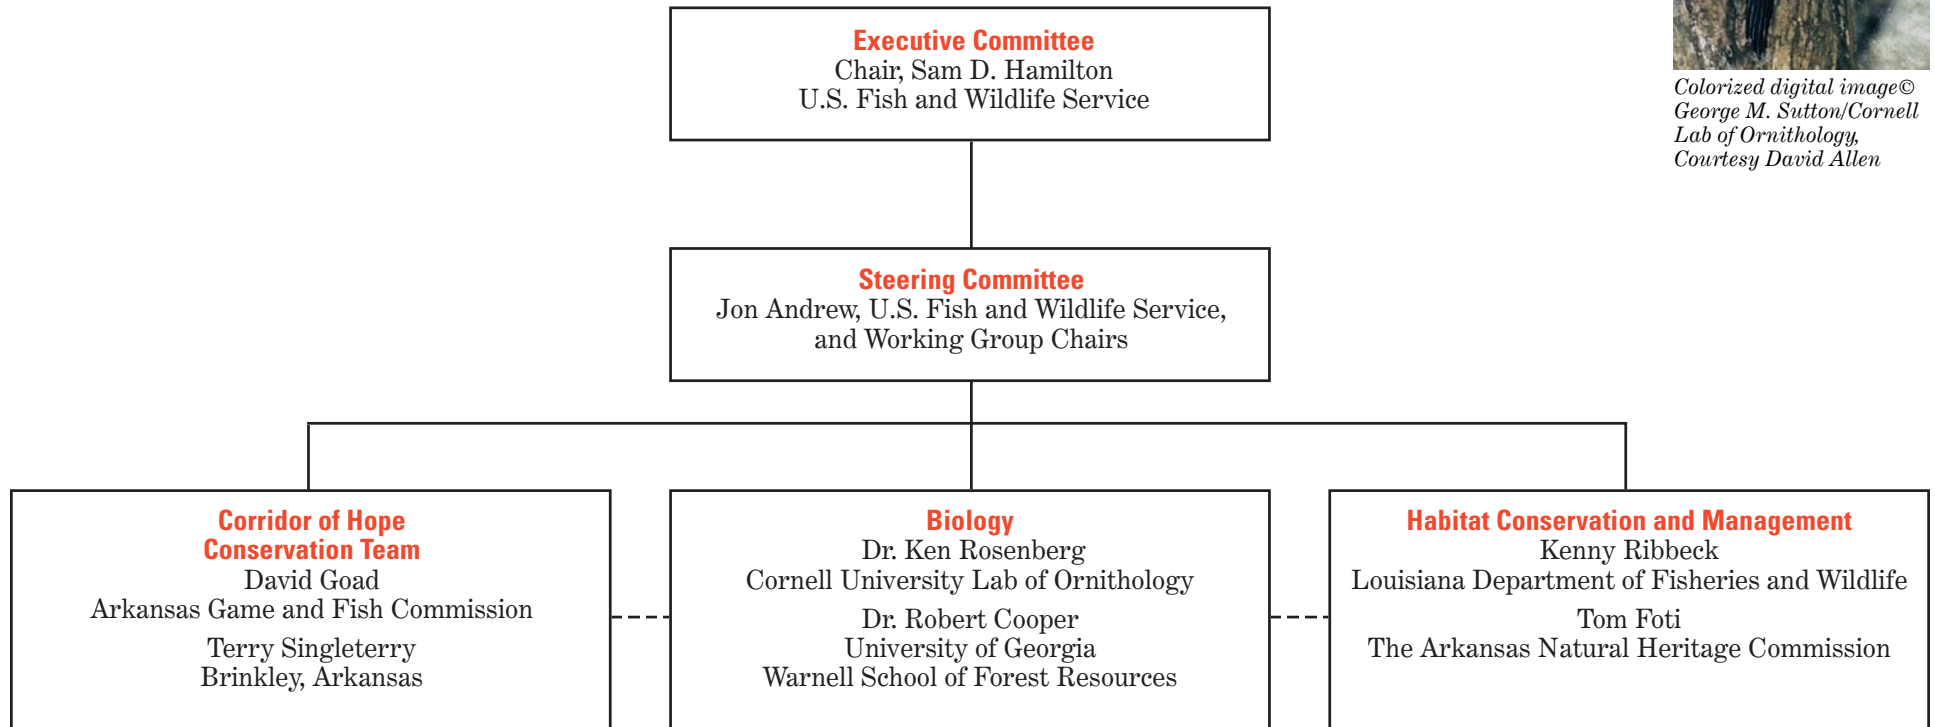 Executive Committee
Chair, Sam D. Hamilton
U.S. Fish and Wildlife Service
Colorized digital image©
George M. Sutton/Cornell
Lab of Ornithology,
Courtesy David Allen
Steering Committee
Jon Andrew, U.S. Fish and Wildlife Service,
and Working Group Chairs
Corridor of Hope
Conservation Team
David Goad
Arkansas Game and Fish Commission
Terry Singleterry
Brinkley, Arkansas
Biology
Dr. Ken Rosenberg
Cornell University Lab of Ornithology
Dr. Robert Cooper
University of Georgia
Warnell School of Forest Resources
Habitat Conservation and Management
Kenny Ribbeck
Louisiana Department of Fisheries and Wildlife
Tom Foti
The Arkansas Natural Heritage Commission